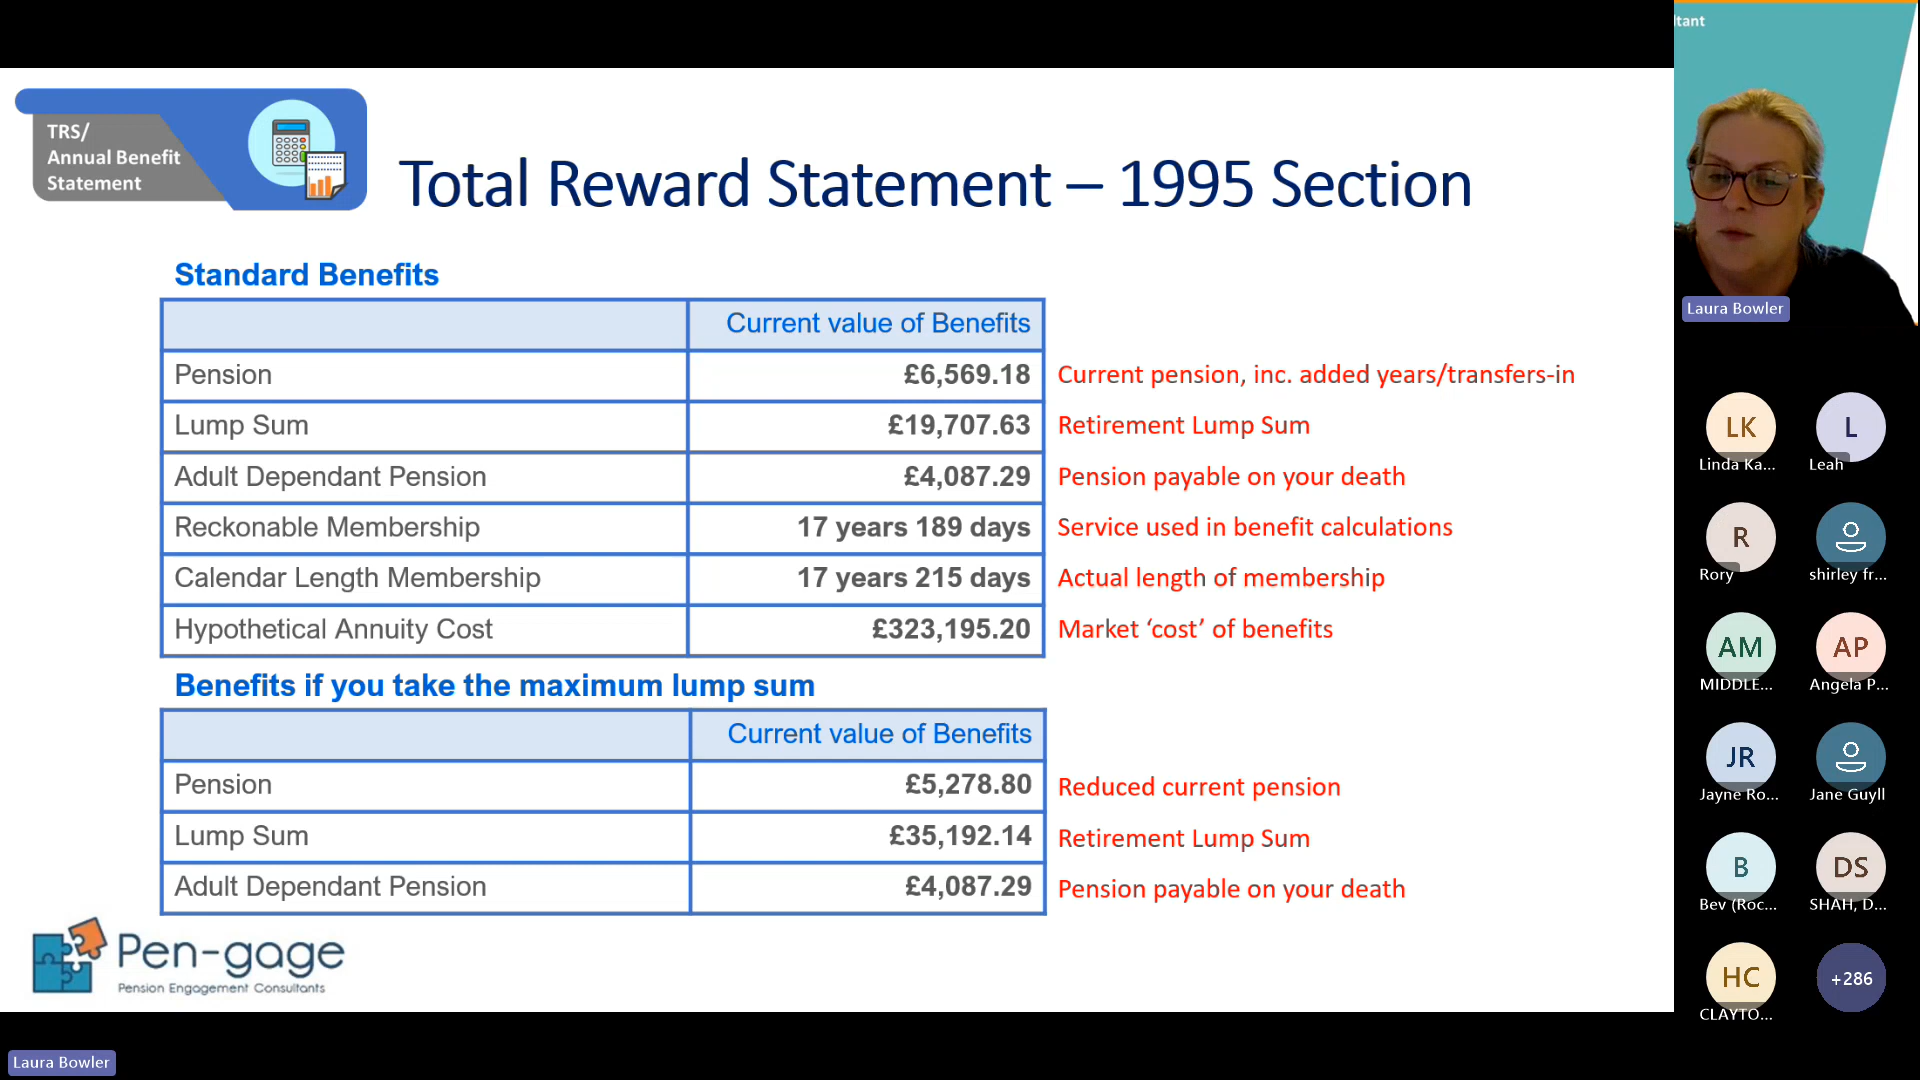 ltant
TRS/
Annual Benefit
Statement
Total Reward Statement – 1995 Section
Standard Benefits
Current value of Benefits
Pension £6,569.18 Current pension, inc. added years/transfers-in
Lump Sum £19,707.63 Retirement Lump Sum
Adult Dependant Pension £4,087.29 Pension payable on your death
Reckonable Membership 17 years 189 days Service used in benefit calculations
Calendar Length Membership 17 years 215 days Actual length of membership
Hypothetical Annuity Cost £323,195.20 Market ‘cost’ of benefits
Benefits if you take the maximum lump sum
Current value of Benefits
Pension £5,278.80 Reduced current pension
Lump Sum £35,192.14 Retirement Lump Sum
Adult Dependant Pension £4,087.29 Pension payable on your death
Pen-gage
Pension Engagement Consultants
Laura Bowler
Laura Bowler
LK L
Linda Ka... Leah
R
Rory shirley fr...
AM AP
MIDDLE... Angela P...
JR
Jayne Ro... Jane Guyll
B DS
Bev (Roc... SHAH, D...
HC +286
CLAYTO...